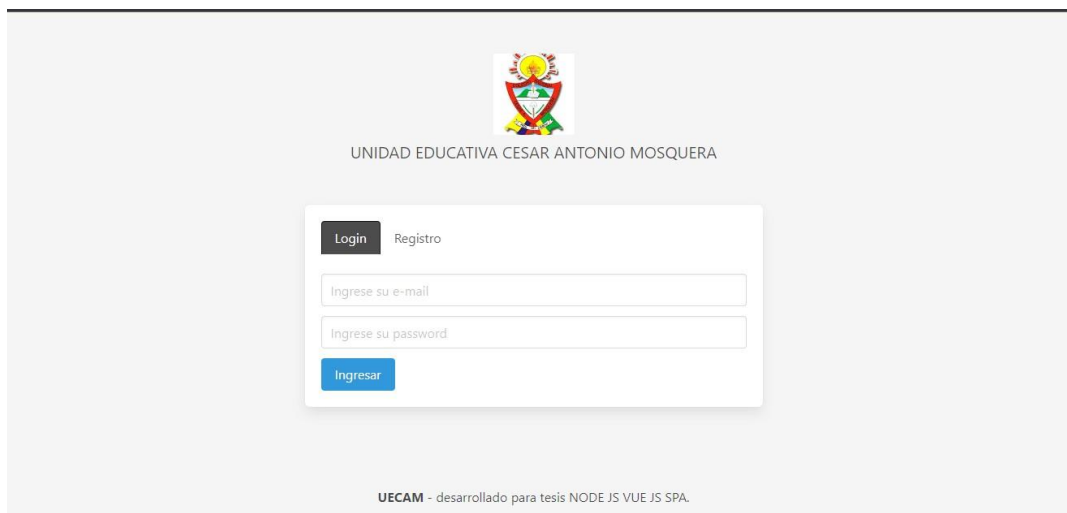 UNIDAD EDUCATIVA CESAR ANTONIO MOSQUERA
Login Registro
Ingrese su e-mail
Ingrese su password
Ingresar
UECAM - desarrollado para tesis NODE JS VUE JS SPA.